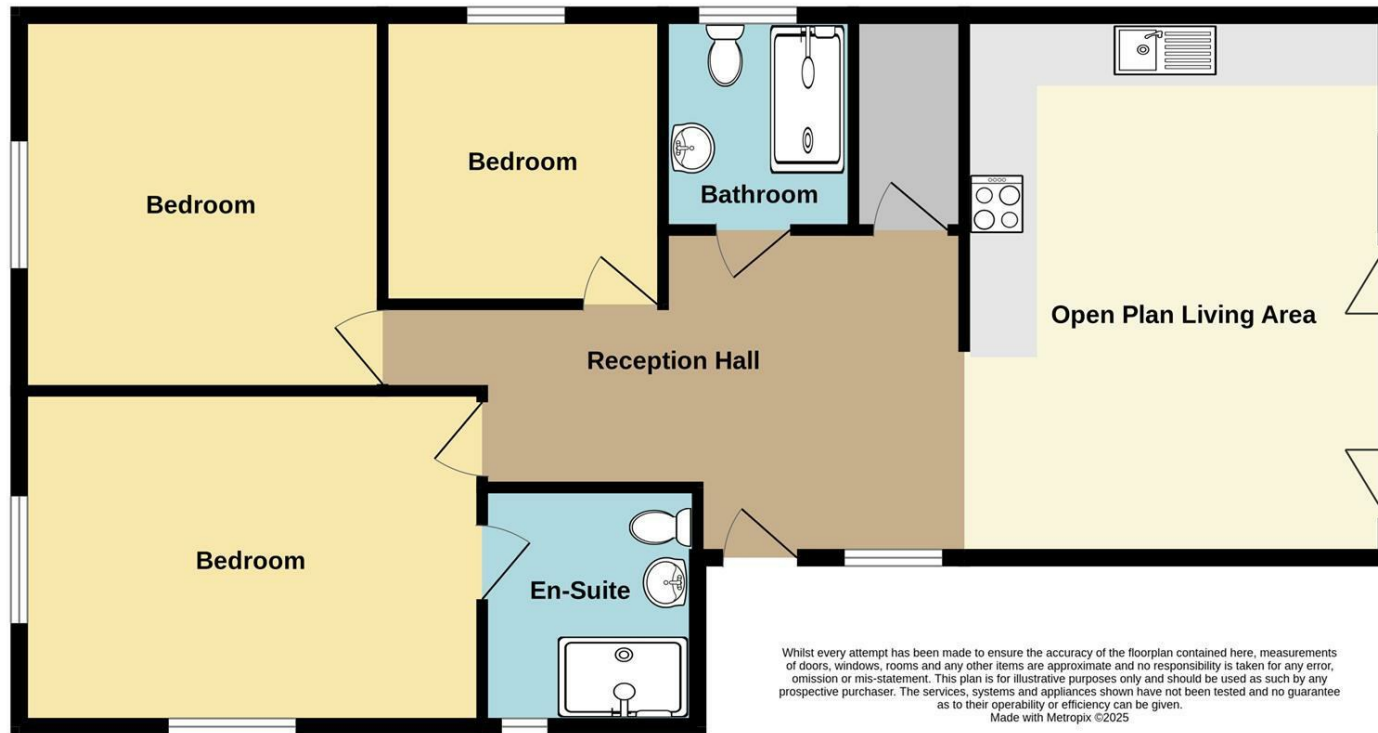 Bedroom
Bedroom
Bathroom
Open Plan Living Area
Reception Hall
Bedroom
En-Suite
Whilst every attempt has been made to ensure the accuracy of the floorplan contained here, measurements
of doors, windows, rooms and any other items are approximate and no responsibility is taken for any error,
omission or mis-statement. This plan is for illustrative purposes only and should be used as such by any
prospective purchaser. The services, systems and appliances shown have not been tested and no guarantee
as to their operability or efficiency can be given.
Made with Metropix ©2025